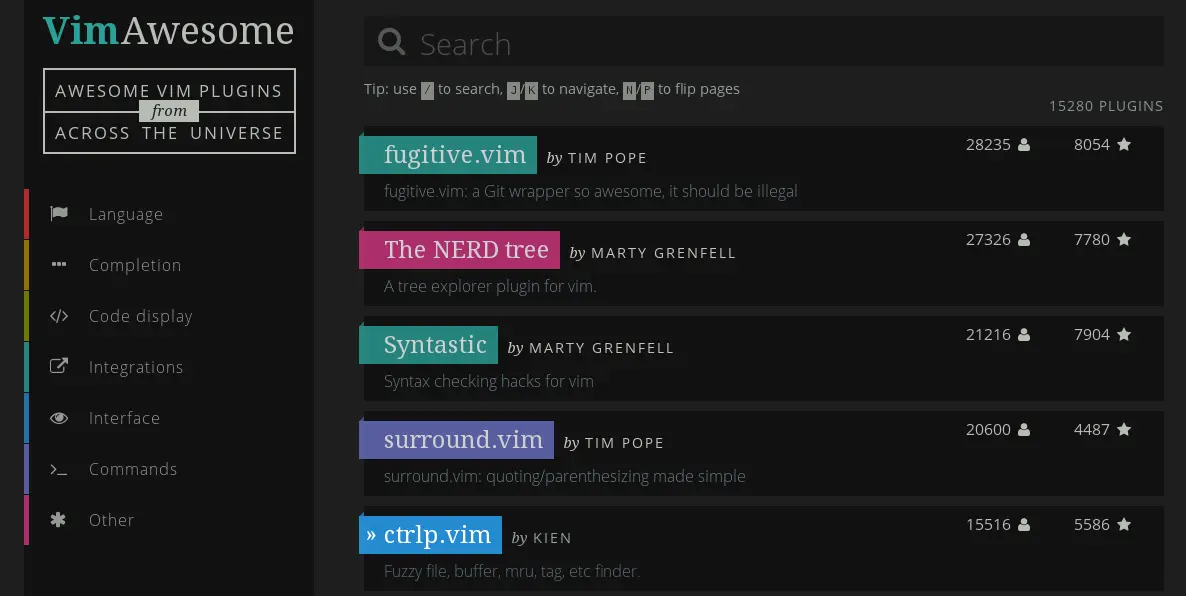 VimAwesome
AWESOME VIM PLUGINS
from
ACROSS THE UNIVERSE
Language
Completion
Code display
Integrations
Interface
Commands
Other
Search
Tip: use / to search, J/K to navigate, N/P to flip pages
15280 PLUGINS
fugitive.vim by TIM POPE 28235 8054
fugitive.vim: a Git wrapper so awesome, it should be illegal
The NERD tree by MARTY GRENFELL 27326 7780
A tree explorer plugin for vim.
Syntastic by MARTY GRENFELL 21216 7904
Syntax checking hacks for vim
surround.vim by TIM POPE 20600 4487
surround.vim: quoting/parenthesizing made simple
» ctrlp.vim by KIEN 15516 5586
Fuzzy file, buffer, mru, tag, etc finder.